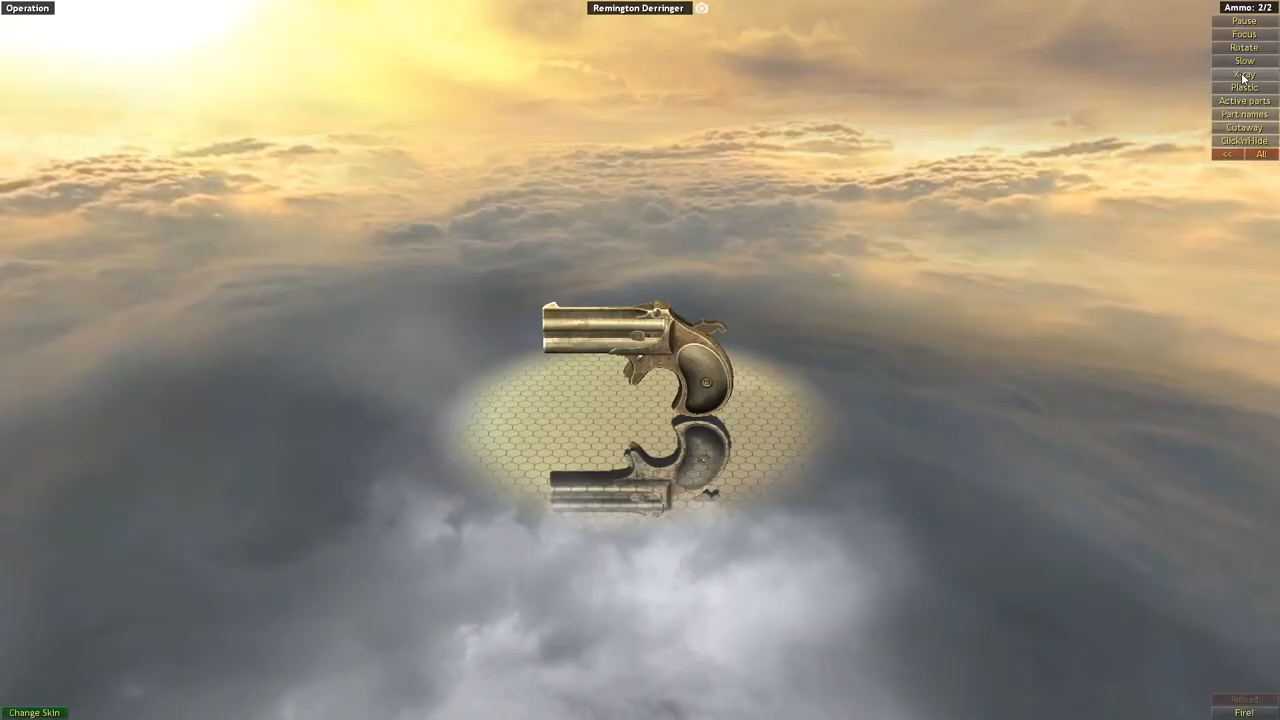 Operation
Remington Derringer
Ammo: 2/2
Pause
Focus
Rotate
Slow
X-ray
Plastic
Active parts
Part names
Cutaway
Click'n'Hide
<< All
Change Skin
Reload
Fire!